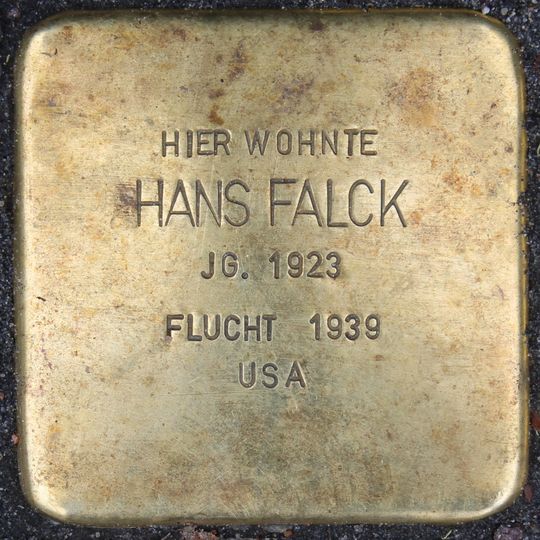 HIER WOHNTE
HANS FALCK
JG. 1923
FLUCHT 1939
USA